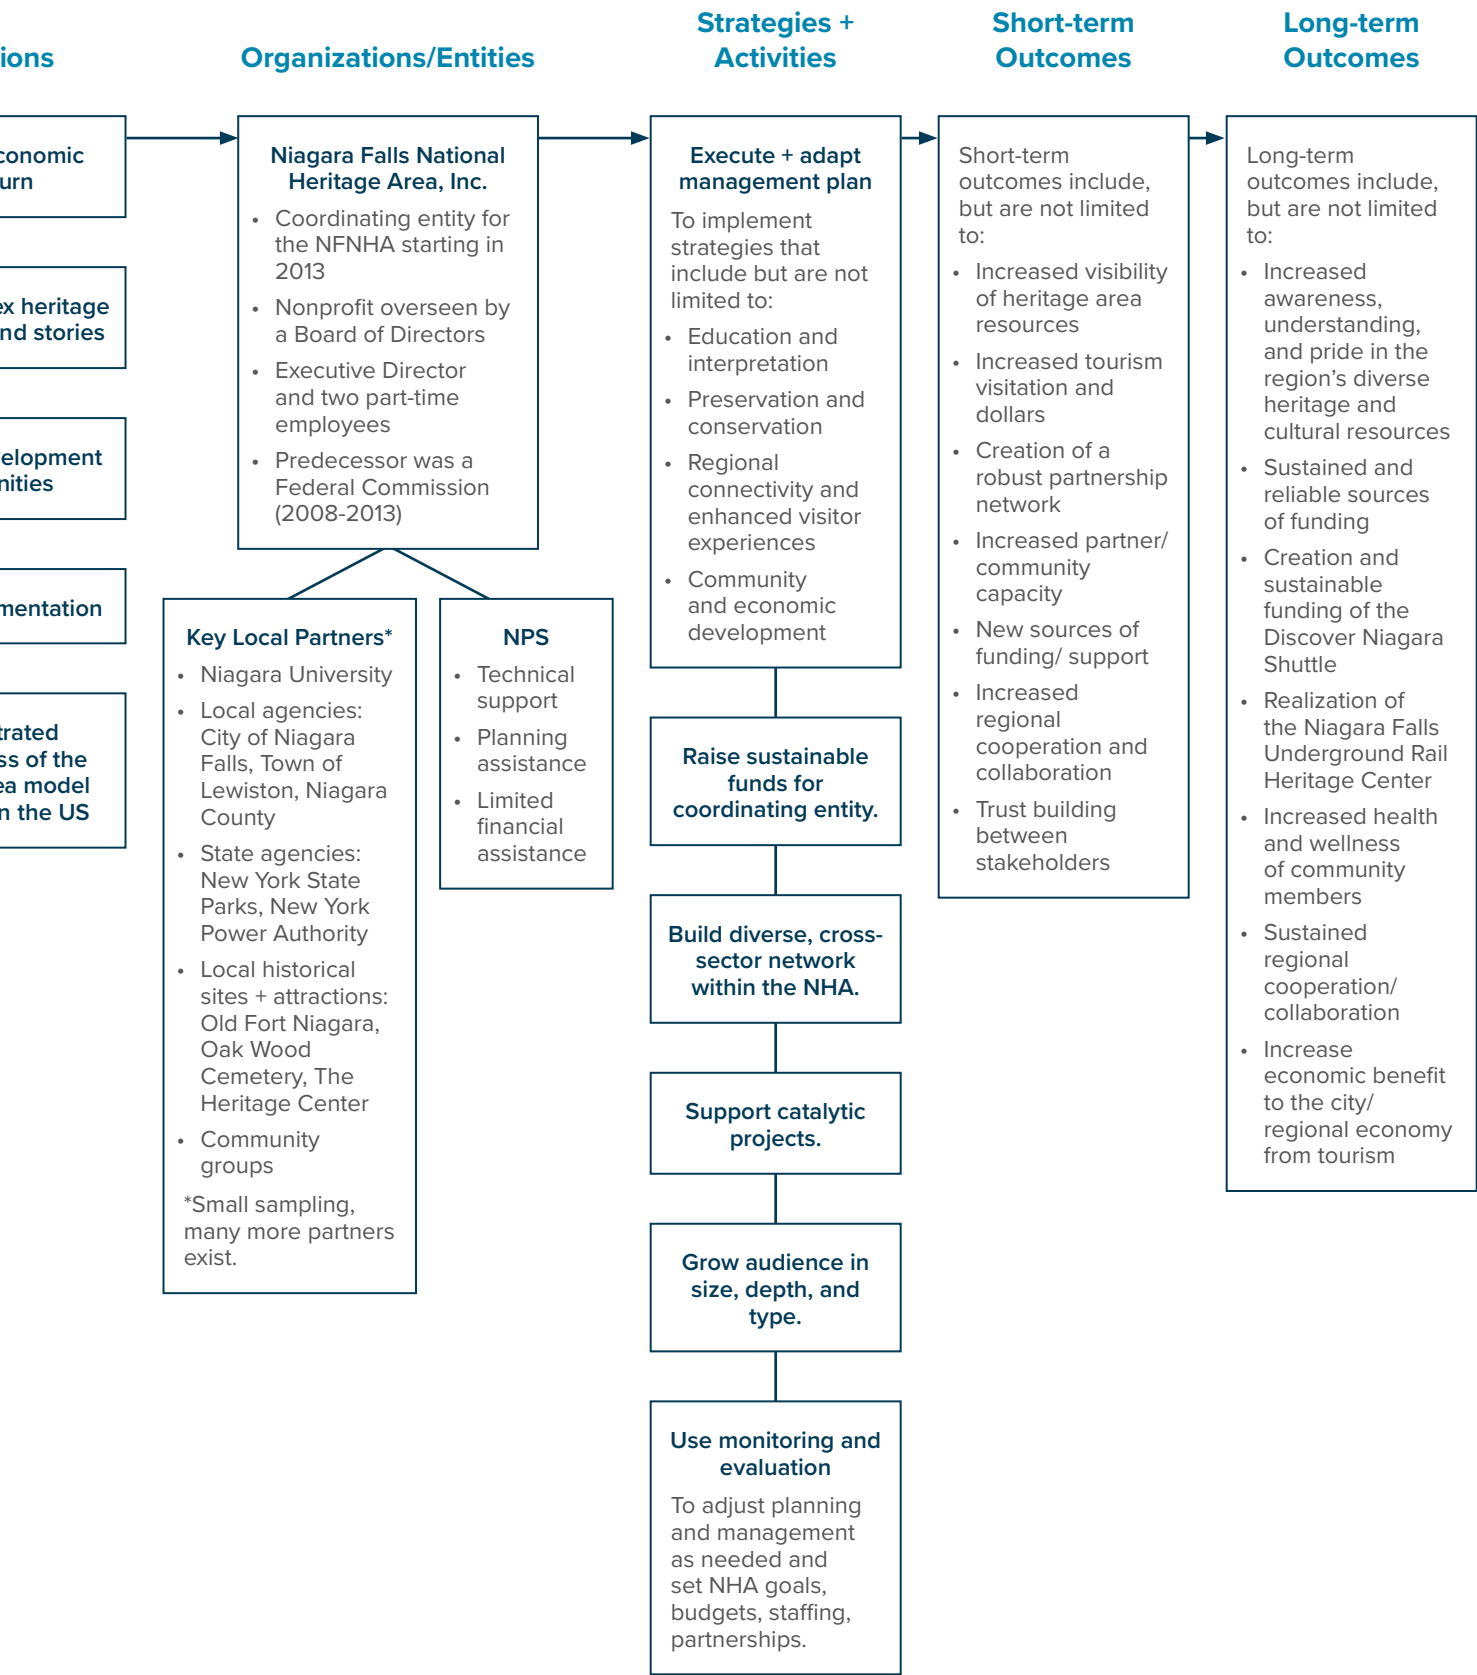 ions
conomic
urn
ex heritage
nd stories
elopment
nities
mentation
trated
ss of the
ea model
n the US
Organizations/Entities
Niagara Falls National
Heritage Area, Inc.
• Coordinating entity for
the NFNHA starting in
2013
• Nonprofit overseen by
a Board of Directors
• Executive Director
and two part-time
employees
• Predecessor was a
Federal Commission
(2008-2013)
Key Local Partners*
• Niagara University
• Local agencies:
City of Niagara
Falls, Town of
Lewiston, Niagara
County
• State agencies:
New York State
Parks, New York
Power Authority
• Local historical
sites + attractions:
Old Fort Niagara,
Oak Wood
Cemetery, The
Heritage Center
• Community
groups
*Small sampling,
many more partners
exist.
NPS
• Technical
support
• Planning
assistance
• Limited
financial
assistance
Strategies +
Activities
Execute + adapt
management plan
To implement
strategies that
include but are not
limited to:
• Education and
interpretation
• Preservation and
conservation
• Regional
connectivity and
enhanced visitor
experiences
• Community
and economic
development
Raise sustainable
funds for
coordinating entity.
Build diverse, cross-
sector network
within the NHA.
Support catalytic
projects.
Grow audience in
size, depth, and
type.
Use monitoring and
evaluation
To adjust planning
and management
as needed and
set NHA goals,
budgets, staffing,
partnerships.
Short-term
Outcomes
Short-term
outcomes include,
but are not limited
to:
• Increased visibility
of heritage area
resources
• Increased tourism
visitation and
dollars
• Creation of a
robust partnership
network
• Increased partner/
community
capacity
• New sources of
funding/ support
• Increased
regional
cooperation and
collaboration
• Trust building
between
stakeholders
Long-term
Outcomes
Long-term
outcomes include,
but are not limited
to:
• Increased
awareness,
understanding,
and pride in the
region’s diverse
heritage and
cultural resources
• Sustained and
reliable sources
of funding
• Creation and
sustainable
funding of the
Discover Niagara
Shuttle
• Realization of
the Niagara Falls
Underground Rail
Heritage Center
• Increased health
and wellness
of community
members
• Sustained
regional
cooperation/
collaboration
• Increase
economic benefit
to the city/
regional economy
from tourism